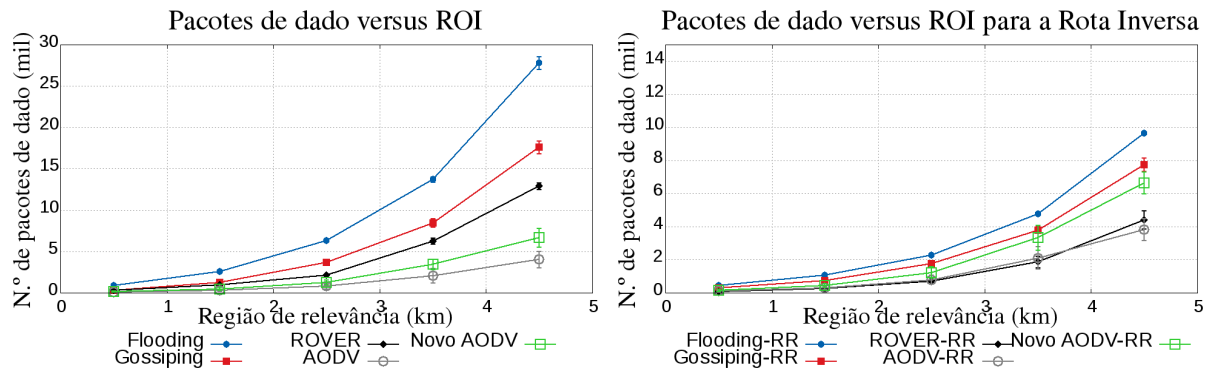 Pacotes de dado versus ROI
N.º de pacotes de dado (mil)
30
25
20
15
10
5
0
0 1 2 3 4 5
Região de relevância (km)
Flooding ROVER Novo AODV
Gossiping AODV
Pacotes de dado versus ROI para a Rota Inversa
N.º de pacotes de dado (mil)
14
12
10
8
6
4
2
0
0 1 2 3 4 5
Região de relevância (km)
Flooding-RR ROVER-RR Novo AODV-RR
Gossiping-RR AODV-RR